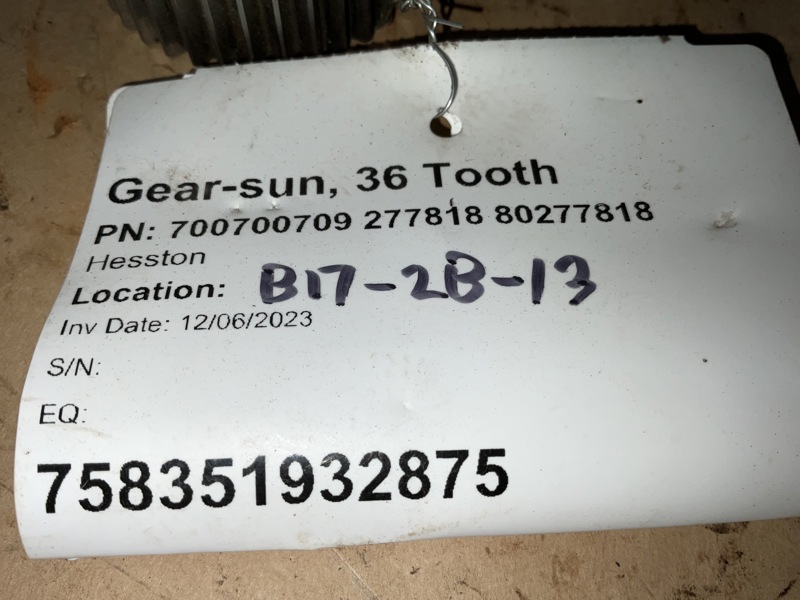 Gear-sun, 36 Tooth
PN: 700700709 277818 80277818
Hesston
Location: B17-2B-13
Inv Date: 12/06/2023
S/N:
EQ:
758351932875